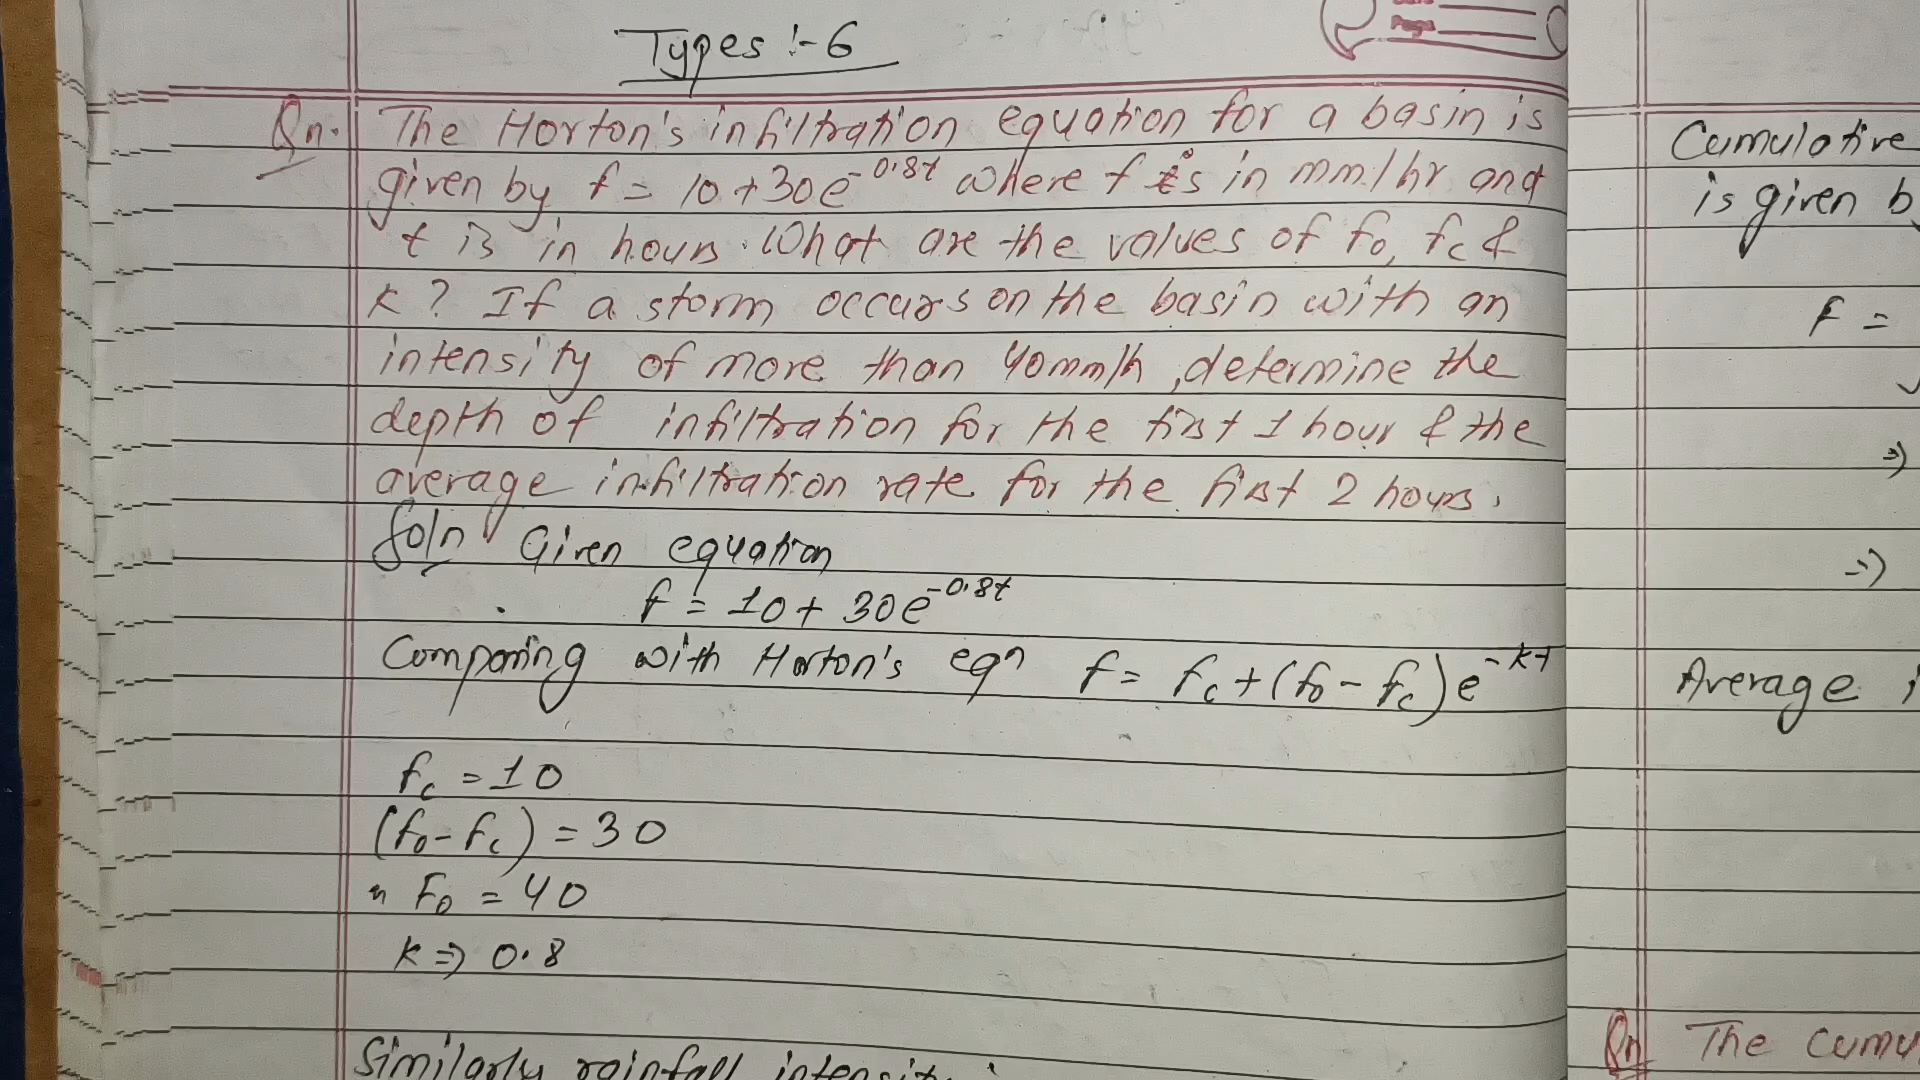 Types :- 6
Page
Qn. The Horton's infiltration equation for a basin is
given by f = 10 + 30e^-0.8t where f is in mm/hr and
t is in hours. What are the values of fo, fc &
k ? If a storm occurs on the basin with an
intensity of more than 40mm/h, determine the
depth of infiltration for the first 1 hour & the
average infiltration rate for the first 2 hours.
Soln Given equation
f = 10 + 30e^-0.8t
Comparing with Horton's eqn f = fc + (fo - fc)e^-kt
fc = 10
(fo - fc) = 30
Fo = 40
k => 0.8
Similarly rainfall intensity
Cumulative
is given b
F =
=>
=>
Average i
Qn The cumu